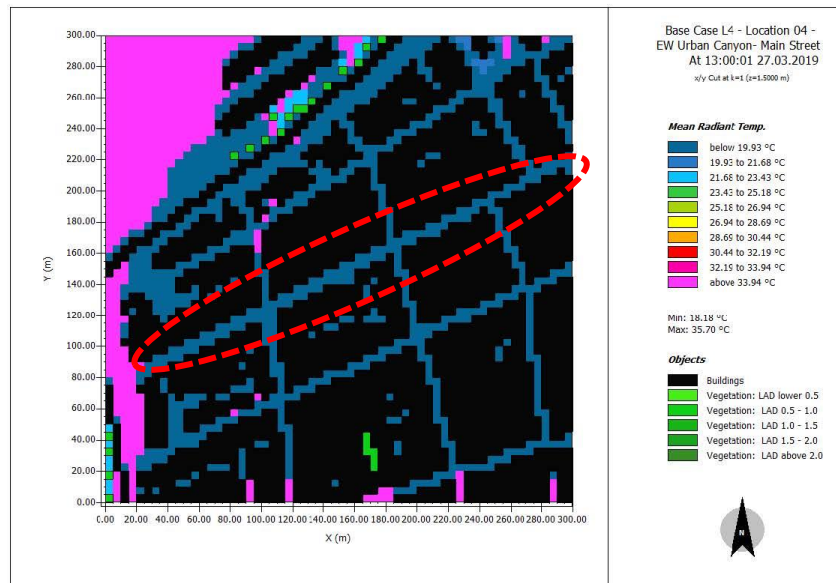 Base Case L4 - Location 04 -
EW Urban Canyon- Main Street
At 13:00:01 27.03.2019
x/y Cut at k=1 (z=1.5000 m)
Mean Radiant Temp.
below 19.93 °C
19.93 to 21.68 °C
21.68 to 23.43 °C
23.43 to 25.18 °C
25.18 to 26.94 °C
26.94 to 28.69 °C
28.69 to 30.44 °C
30.44 to 32.19 °C
32.19 to 33.94 °C
above 33.94 °C
Min: 18.18 °C
Max: 35.70 °C
Objects
Buildings
Vegetation: LAD lower 0.5
Vegetation: LAD 0.5 - 1.0
Vegetation: LAD 1.0 - 1.5
Vegetation: LAD 1.5 - 2.0
Vegetation: LAD above 2.0
N
300.00
280.00
260.00
240.00
220.00
200.00
180.00
160.00
140.00
120.00
100.00
80.00
60.00
40.00
20.00
0.00
Y (m)
0.00 20.00 40.00 60.00 80.00 100.00 120.00 140.00 160.00 180.00 200.00 220.00 240.00 260.00 280.00 300.00
X (m)